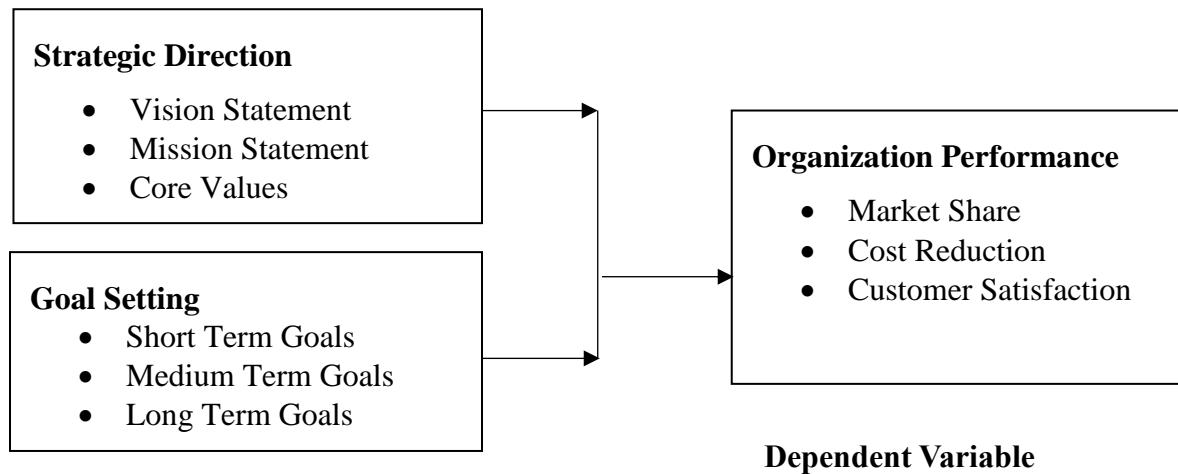 Strategic Direction
• Vision Statement
• Mission Statement
• Core Values
Goal Setting
• Short Term Goals
• Medium Term Goals
• Long Term Goals
Organization Performance
• Market Share
• Cost Reduction
• Customer Satisfaction
Dependent Variable